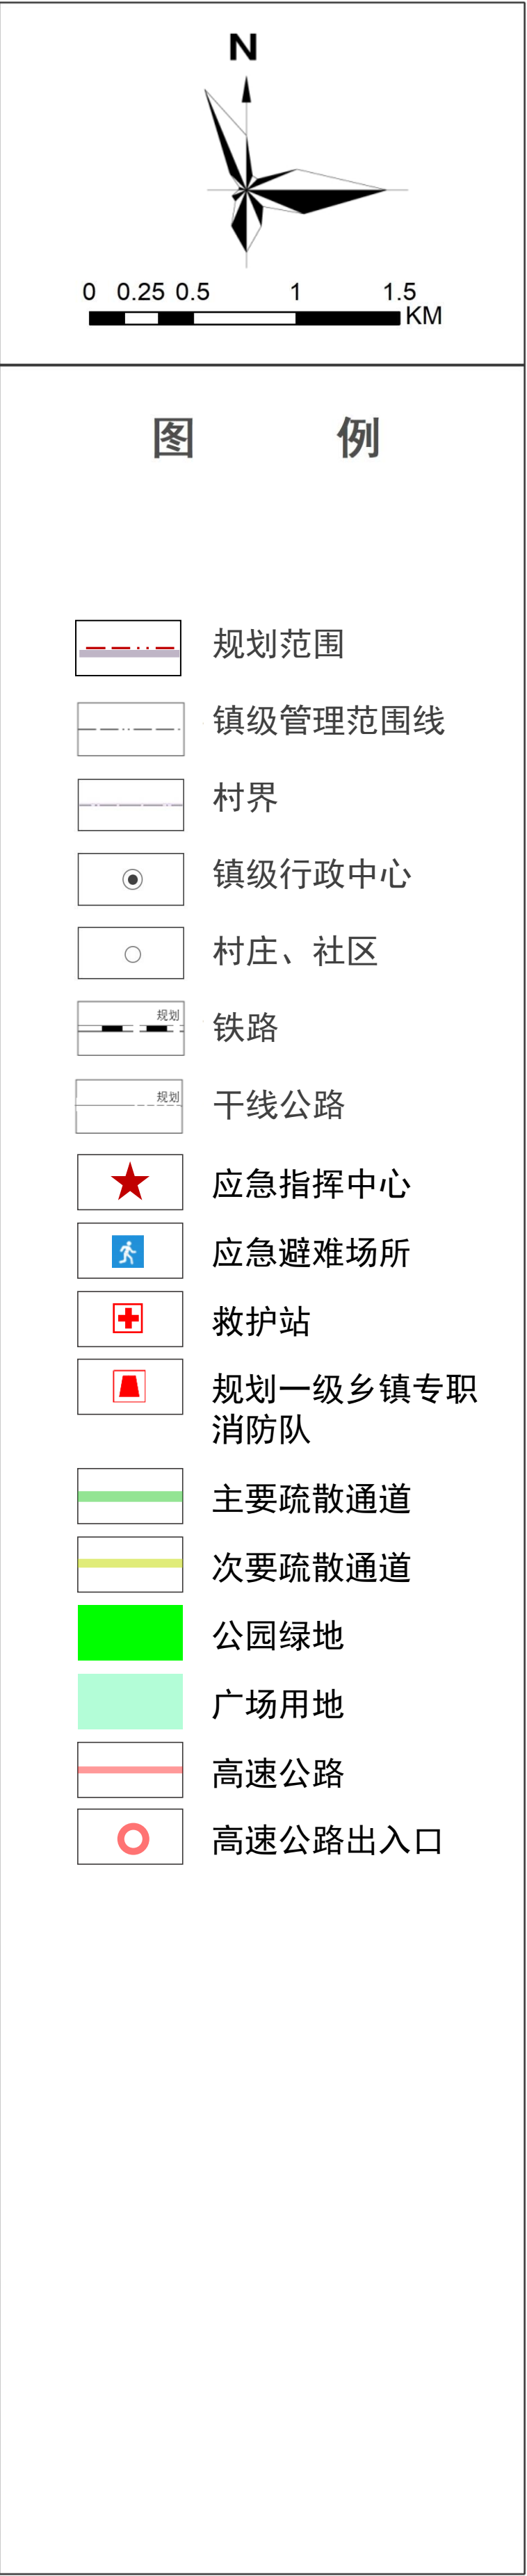 N
0 0.25 0.5 1 1.5
KM
图 例
规划范围
镇级管理范围线
村界
镇级行政中心
村庄、社区
规划
铁路
规划
干线公路
应急指挥中心
应急避难场所
救护站
规划一级乡镇专职
消防队
主要疏散通道
次要疏散通道
公园绿地
广场用地
高速公路
高速公路出入口